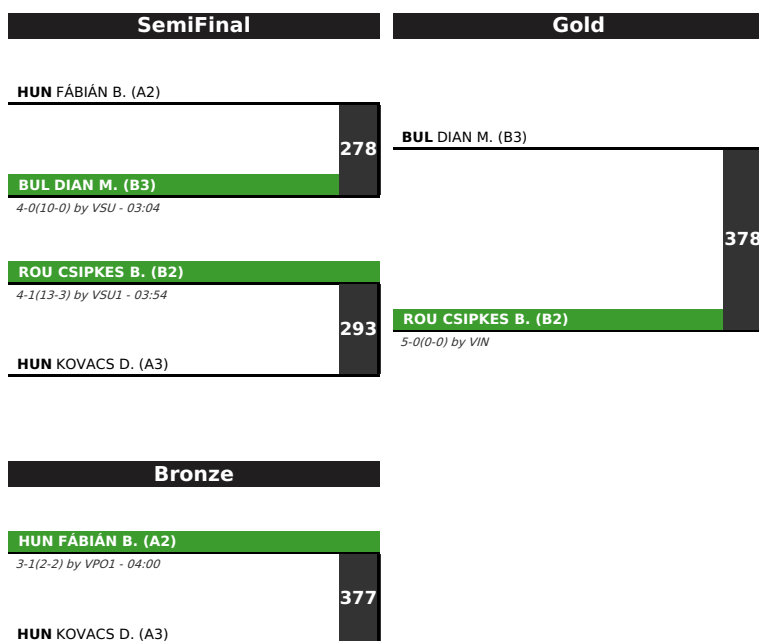 SemiFinal
HUN FÁBIÁN B. (A2)
278
BUL DIAN M. (B3)
4-0(10-0) by VSU - 03:04
ROU CSIPKES B. (B2)
4-1(13-3) by VSU1 - 03:54
293
HUN KOVACS D. (A3)
Gold
BUL DIAN M. (B3)
378
ROU CSIPKES B. (B2)
5-0(0-0) by VIN
Bronze
HUN FÁBIÁN B. (A2)
3-1(2-2) by VPO1 - 04:00
377
HUN KOVACS D. (A3)